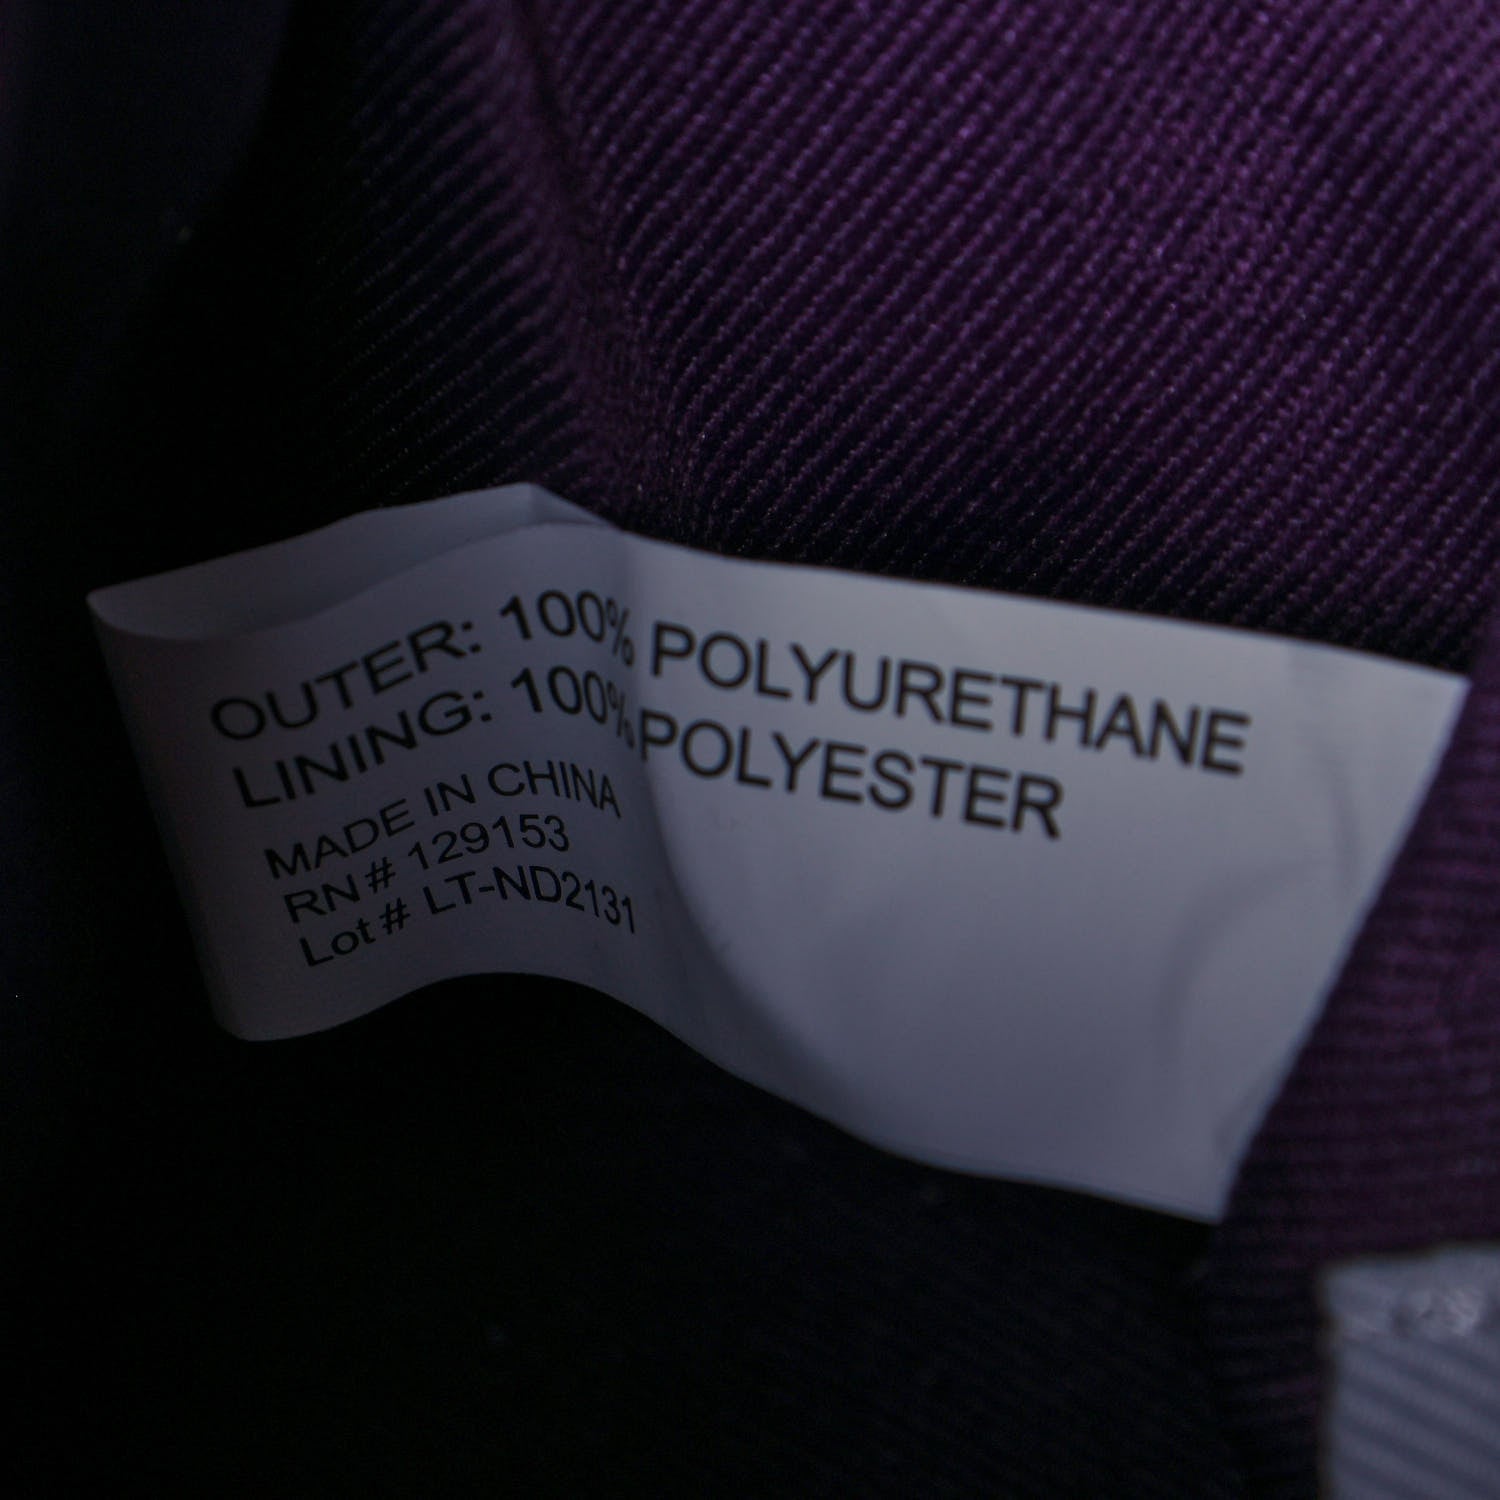 OUTER: 100% POLYURETHANE
LINING: 100% POLYESTER
MADE IN CHINA
RN# 129153
Lot# LT-ND2131